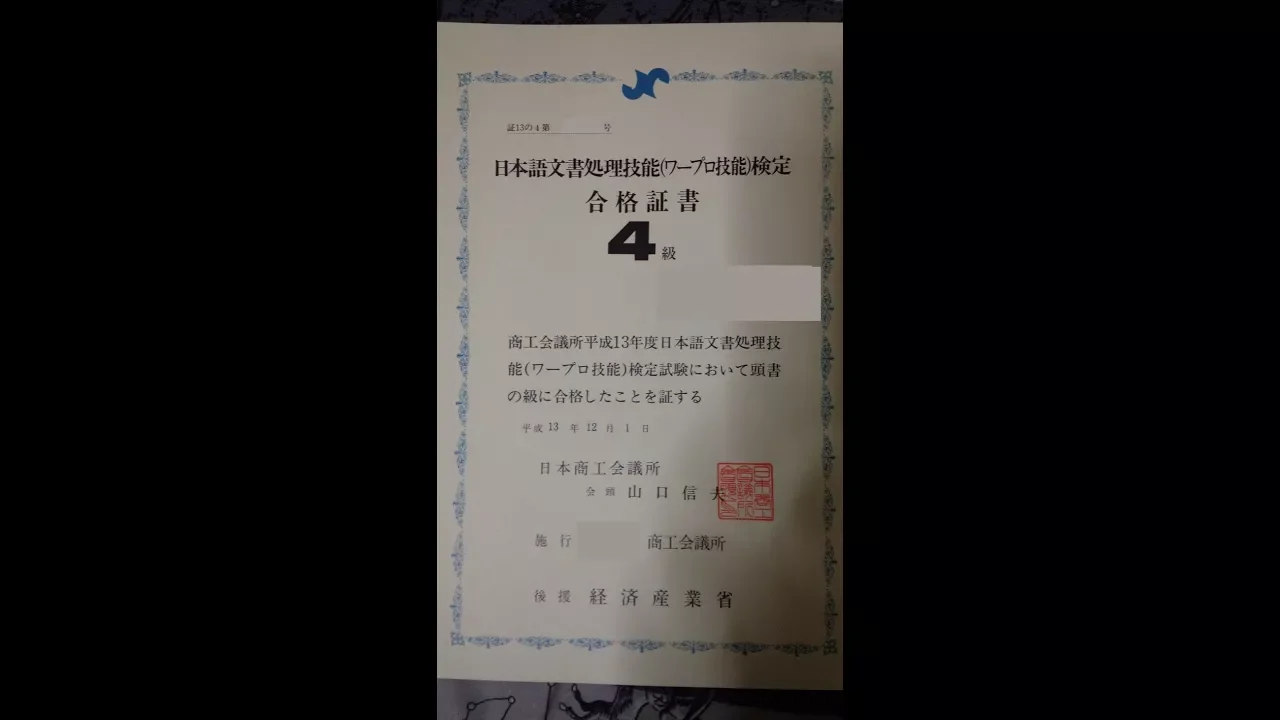 証13の4第 号
日本語文書処理技能(ワープロ技能)検定
合格証書
4級
商工会議所平成13年度日本語文書処理技
能(ワープロ技能)検定試験において頭書
の級に合格したことを証する
平成 13 年 12 月 1 日
日本商工会議所
会頭 山口信夫
施行 商工会議所
後援 経済産業省